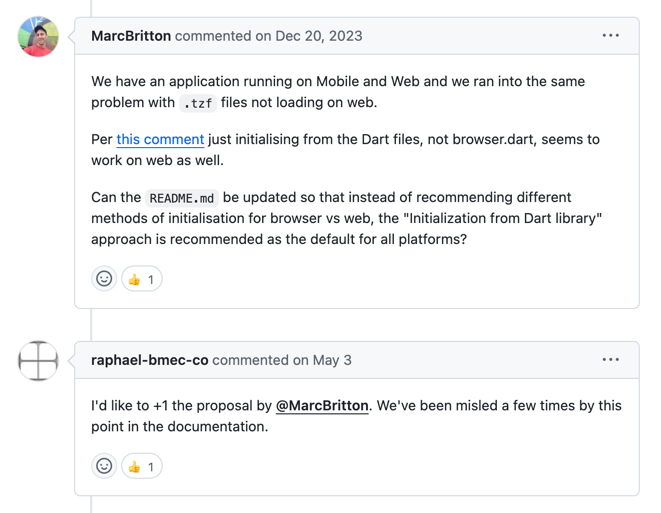 MarcBritton commented on Dec 20, 2023
We have an application running on Mobile and Web and we ran into the same
problem with .tzf files not loading on web.
Per this comment just initialising from the Dart files, not browser.dart, seems to
work on web as well.
Can the README.md be updated so that instead of recommending different
methods of initialisation for browser vs web, the "Initialization from Dart library"
approach is recommended as the default for all platforms?
👍 1
raphael-bmec-co commented on May 3
I'd like to +1 the proposal by @MarcBritton. We've been misled a few times by this
point in the documentation.
👍 1